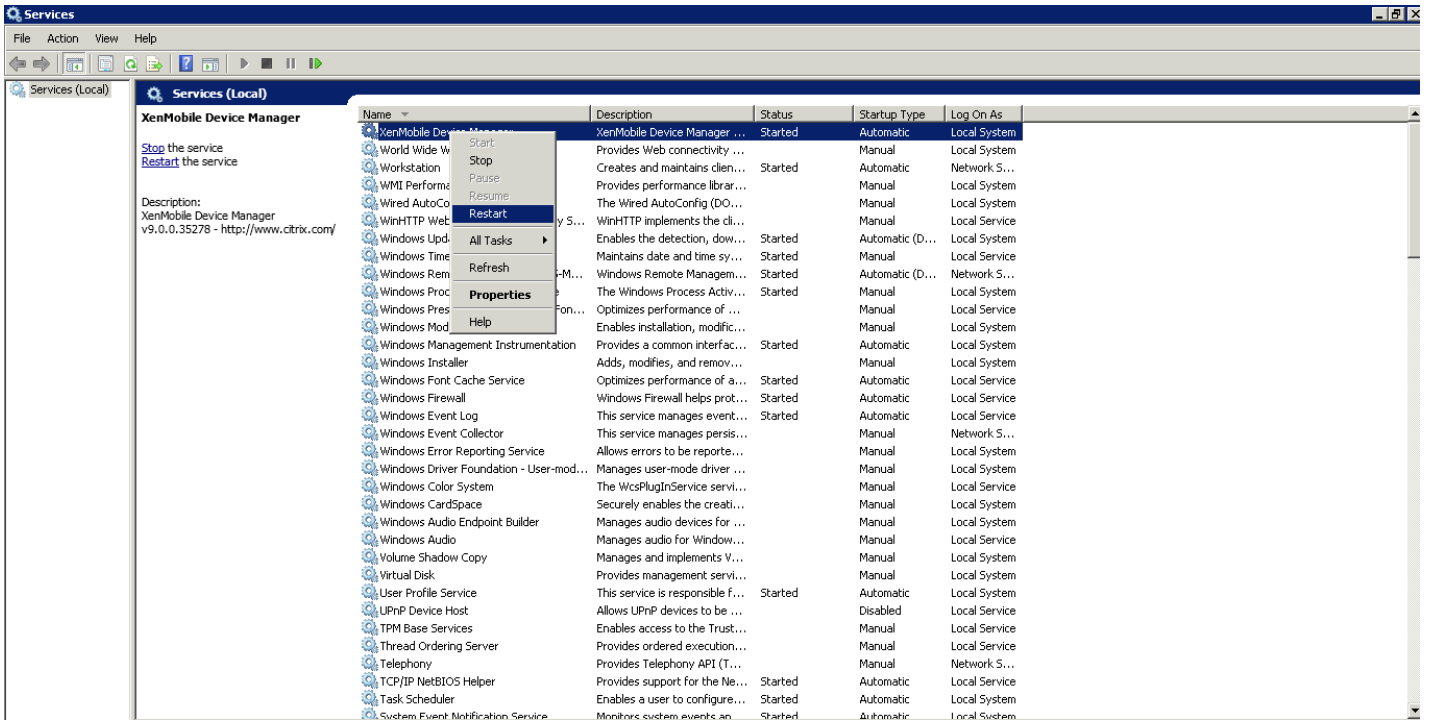 Services
File Action View Help
Services (Local)
Services (Local)
XenMobile Device Manager
Stop the service
Restart the service
Description:
XenMobile Device Manager
v9.0.0.35278 - http://www.citrix.com/
Name Description Status Startup Type Log On As
XenMobile Device Manager XenMobile Device Manager ... Started Automatic Local System
World Wide W Provides Web connectivity ... Manual Local System
Workstation Creates and maintains clien... Started Automatic Network S...
WMI Performa Provides performance librar... Manual Local System
Wired AutoCo The Wired AutoConfig (DO... Manual Local System
WinHTTP Web y S... WinHTTP implements the cli... Manual Local Service
Windows Upd Enables the detection, dow... Started Automatic (D... Local System
Windows Time Maintains date and time sy... Started Manual Local Service
Windows Rem S-M... Windows Remote Managem... Started Automatic (D... Network S...
Windows Proc e The Windows Process Activ... Started Manual Local System
Windows Pres Fon... Optimizes performance of ... Manual Local Service
Windows Mod Enables installation, modific... Manual Local System
Windows Management Instrumentation Provides a common interfac... Started Automatic Local System
Windows Installer Adds, modifies, and remov... Manual Local System
Windows Font Cache Service Optimizes performance of a... Started Automatic Local Service
Windows Firewall Windows Firewall helps prot... Started Automatic Local Service
Windows Event Log This service manages event... Started Automatic Local Service
Windows Event Collector This service manages persis... Manual Network S...
Windows Error Reporting Service Allows errors to be reporte... Manual Local System
Windows Driver Foundation - User-mod... Manages user-mode driver ... Manual Local System
Windows Color System The WcsPlugInService servi... Manual Local Service
Windows CardSpace Securely enables the creati... Manual Local System
Windows Audio Endpoint Builder Manages audio devices for ... Manual Local System
Windows Audio Manages audio for Window... Manual Local Service
Volume Shadow Copy Manages and implements V... Manual Local System
Virtual Disk Provides management servi... Manual Local System
User Profile Service This service is responsible f... Started Automatic Local System
UPnP Device Host Allows UPnP devices to be ... Disabled Local Service
TPM Base Services Enables access to the Trust... Manual Local Service
Thread Ordering Server Provides ordered execution... Manual Local Service
Telephony Provides Telephony API (T... Manual Network S...
TCP/IP NetBIOS Helper Provides support for the Ne... Started Automatic Local Service
Task Scheduler Enables a user to configure... Started Automatic Local System
System Event Notification Service Monitors system events an... Started Automatic Local System
Start
Stop
Pause
Resume
Restart
All Tasks
Refresh
Properties
Help